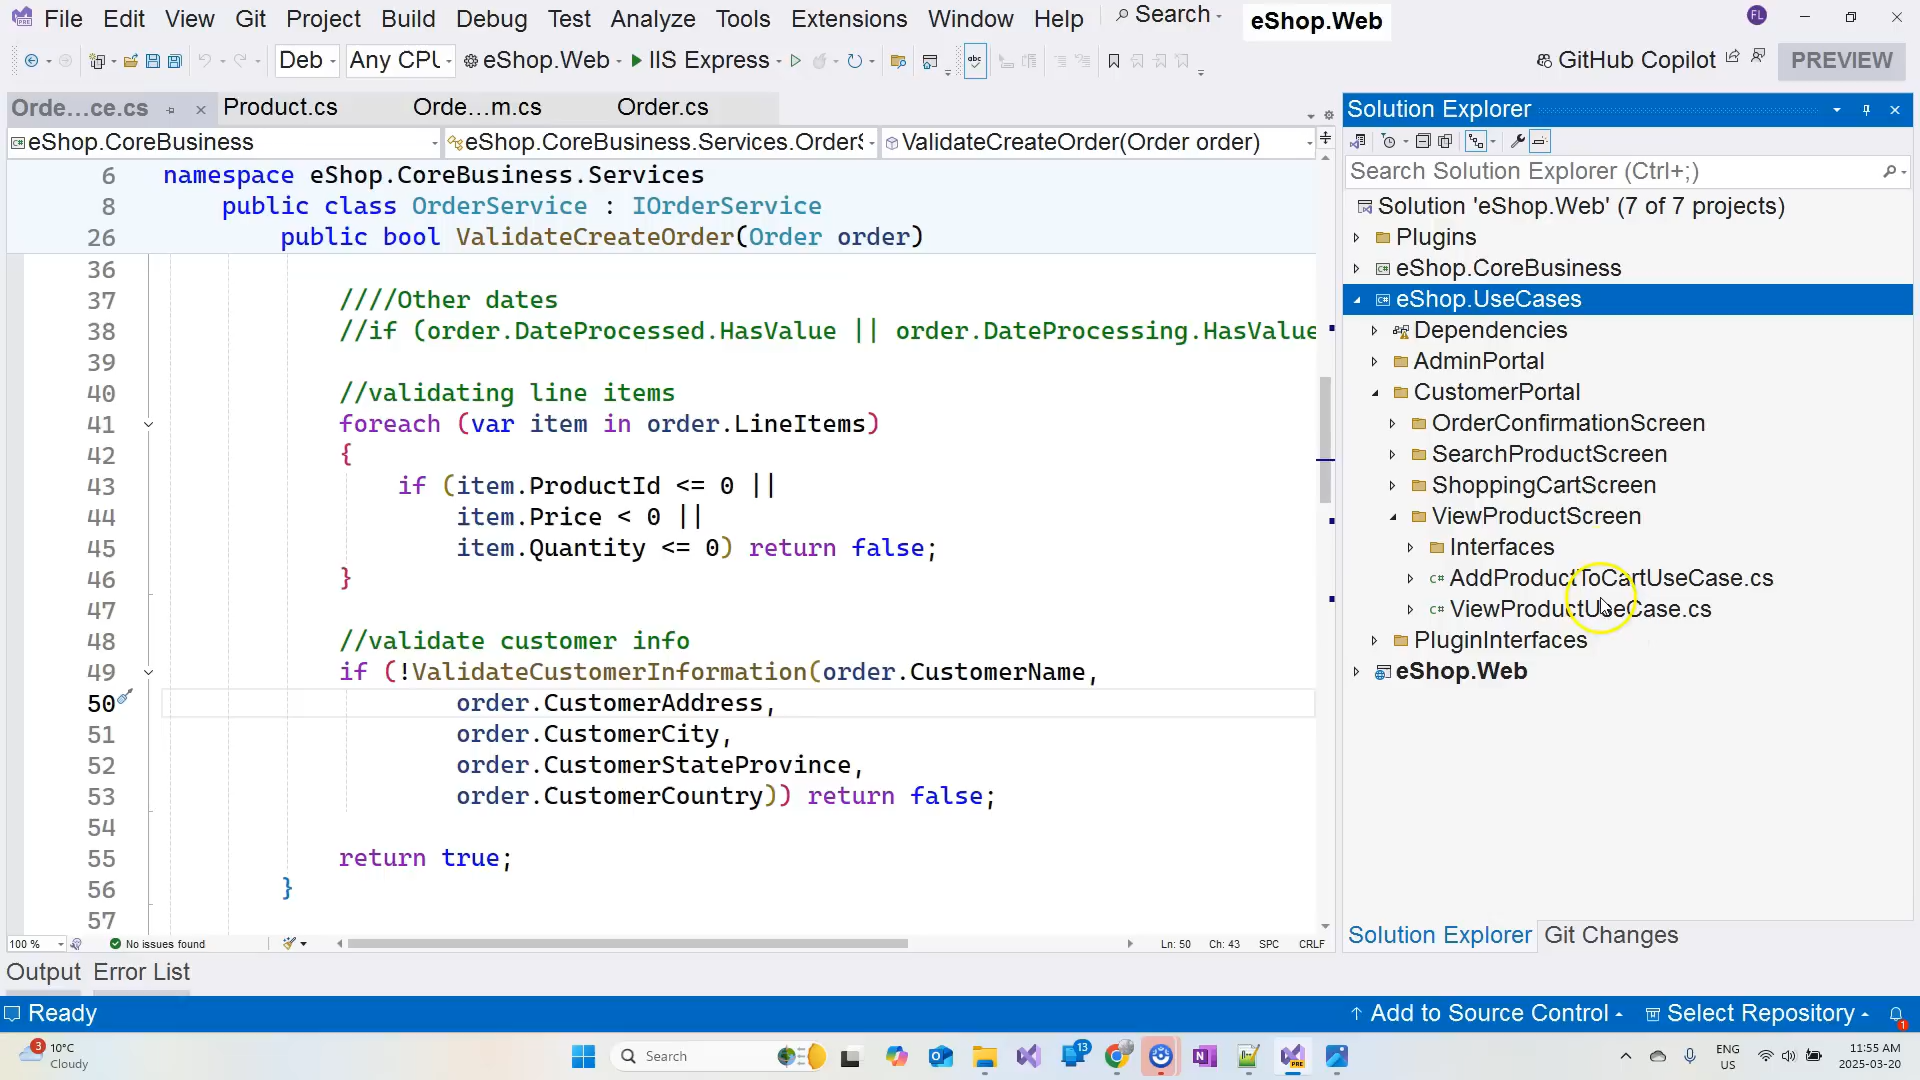 File Edit View Git Project Build Debug Test Analyze Tools Extensions Window Help Search eShop.Web FL
Deb Any CPU eShop.Web IIS Express abc GitHub Copilot PREVIEW
Orde...ce.cs Product.cs Orde...m.cs Order.cs
eShop.CoreBusiness eShop.CoreBusiness.Services.OrderS ValidateCreateOrder(Order order)
6 namespace eShop.CoreBusiness.Services
8 public class OrderService : IOrderService
26 public bool ValidateCreateOrder(Order order)
36
37 ////Other dates
38 //if (order.DateProcessed.HasValue || order.DateProcessing.HasValue
39
40 //validating line items
41 foreach (var item in order.LineItems)
42 {
43 if (item.ProductId <= 0 ||
44 item.Price < 0 ||
45 item.Quantity <= 0) return false;
46 }
47
48 //validate customer info
49 if (!ValidateCustomerInformation(order.CustomerName,
50 order.CustomerAddress,
51 order.CustomerCity,
52 order.CustomerStateProvince,
53 order.CustomerCountry)) return false;
54
55 return true;
56 }
57
100 % No issues found Ln: 50 Ch: 43 SPC CRLF
Solution Explorer
Search Solution Explorer (Ctrl+;)
Solution 'eShop.Web' (7 of 7 projects)
Plugins
eShop.CoreBusiness
eShop.UseCases
Dependencies
AdminPortal
CustomerPortal
OrderConfirmationScreen
SearchProductScreen
ShoppingCartScreen
ViewProductScreen
Interfaces
AddProductToCartUseCase.cs
ViewProductUseCase.cs
PluginInterfaces
eShop.Web
Solution Explorer Git Changes
Output Error List
Ready Add to Source Control Select Repository 1
3 10°C
Cloudy
Search 13 PRE
ENG
US
11:55 AM
2025-03-20